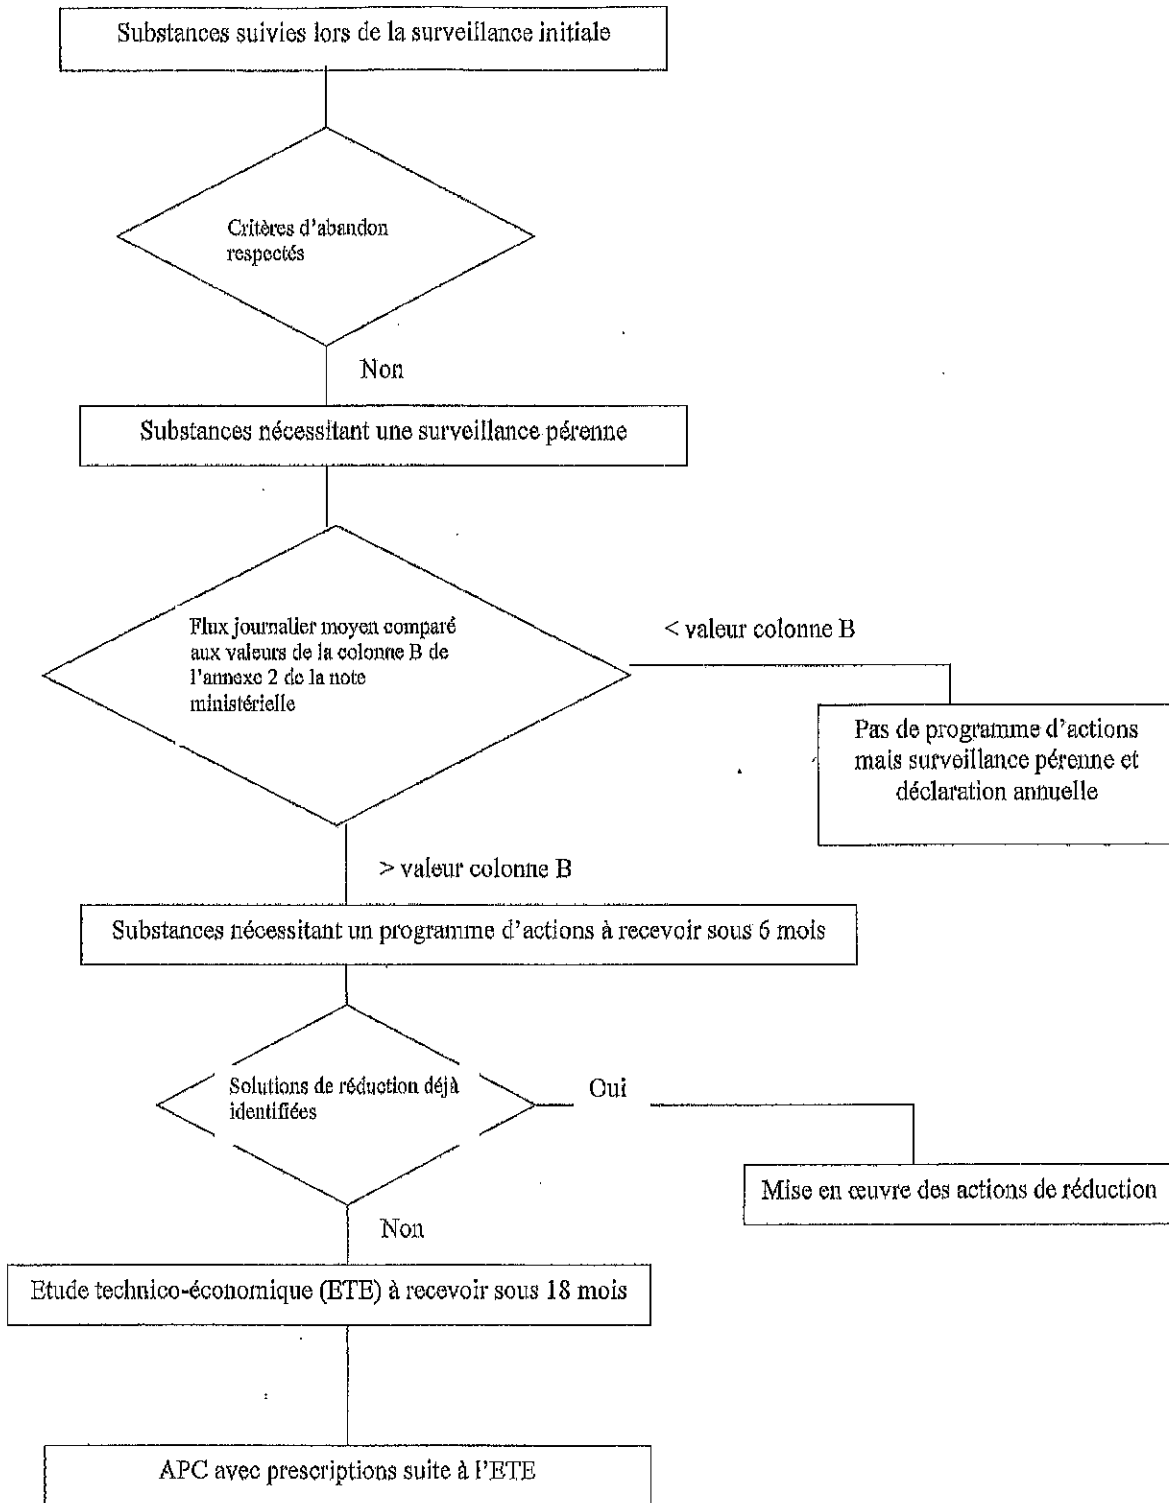 Substances suivies lors de la surveillance initiale
Critères d'abandon
respectés
Non
Substances nécessitant une surveillance pérenne
Flux journalier moyen comparé
aux valeurs de la colonne B de
l'annexe 2 de la note
ministérielle
< valeur colonne B
Pas de programme d'actions
mais surveillance pérenne et
déclaration annuelle
> valeur colonne B
Substances nécessitant un programme d'actions à recevoir sous 6 mois
Solutions de réduction déjà
identifiées
Oui
Mise en œuvre des actions de réduction
Non
Etude technico-économique (ETE) à recevoir sous 18 mois
APC avec prescriptions suite à l'ETE